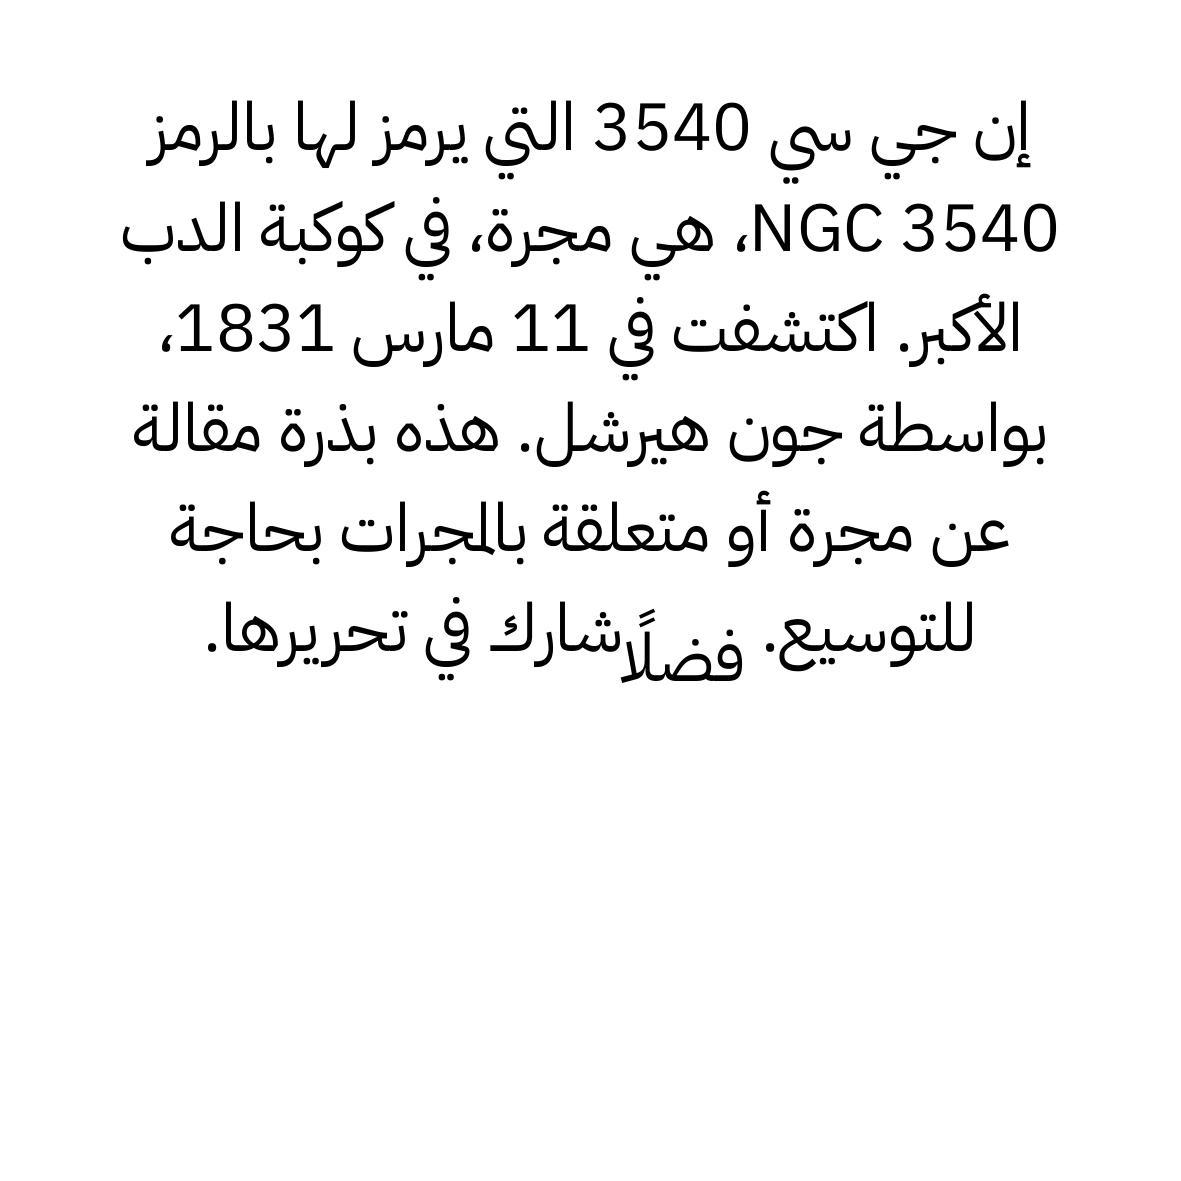 إن جي سي 3540 التي يرمز لها بالرمز
NGC 3540، هي مجرة، في كوكبة الدب
الأكبر. اكتشفت في 11 مارس 1831،
بواسطة جون هيرشل. هذه بذرة مقالة
عن مجرة أو متعلقة بالمجرات بحاجة
للتوسيع. فضلًا شارك في تحريرها.